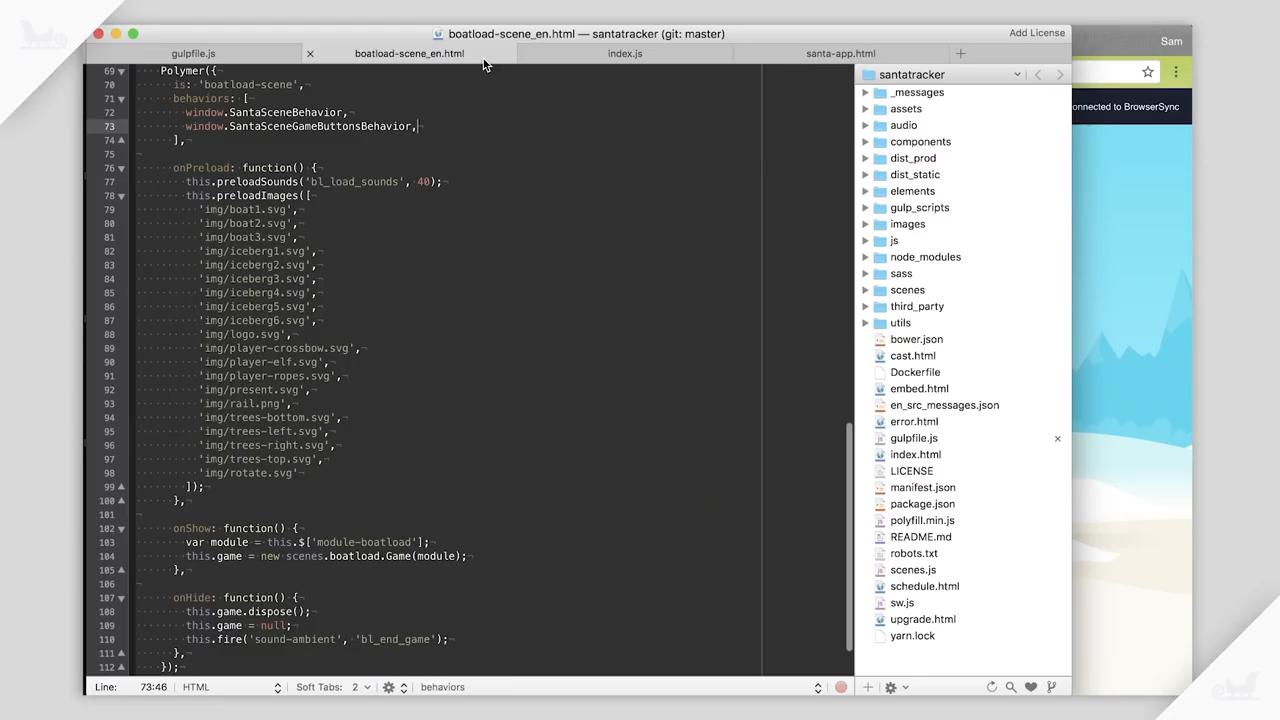 boatload-scene_en.html — santatracker (git: master)
Add License
Sam
gulpfile.js
boatload-scene_en.html
index.js
santa-app.html
69 Polymer({
70 is: 'boatload-scene',
71 behaviors: [
72 window.SantaSceneBehavior,
73 window.SantaSceneGameButtonsBehavior,
74 ],
75
76 onPreload: function() {
77 this.preloadSounds('bl_load_sounds', 40);
78 this.preloadImages([
79 'img/boat1.svg',
80 'img/boat2.svg',
81 'img/boat3.svg',
82 'img/iceberg1.svg',
83 'img/iceberg2.svg',
84 'img/iceberg3.svg',
85 'img/iceberg4.svg',
86 'img/iceberg5.svg',
87 'img/iceberg6.svg',
88 'img/logo.svg',
89 'img/player-crossbow.svg',
90 'img/player-elf.svg',
91 'img/player-ropes.svg',
92 'img/present.svg',
93 'img/rail.png',
94 'img/trees-bottom.svg',
95 'img/trees-left.svg',
96 'img/trees-right.svg',
97 'img/trees-top.svg',
98 'img/rotate.svg'
99 ]);
100 },
101
102 onShow: function() {
103 var module = this.$['module-boatload'];
104 this.game = new scenes.boatload.Game(module);
105 },
106
107 onHide: function() {
108 this.game.dispose();
109 this.game = null;
110 this.fire('sound-ambient', 'bl_end_game');
111 },
112 });
santatracker
_messages
assets
audio
components
dist_prod
dist_static
elements
gulp_scripts
images
js
node_modules
sass
scenes
third_party
utils
bower.json
cast.html
Dockerfile
embed.html
en_src_messages.json
error.html
gulpfile.js
index.html
LICENSE
manifest.json
package.json
polyfill.min.js
README.md
robots.txt
scenes.js
schedule.html
sw.js
upgrade.html
yarn.lock
onnected to BrowserSync
Line: 73:46
HTML
Soft Tabs: 2
behaviors